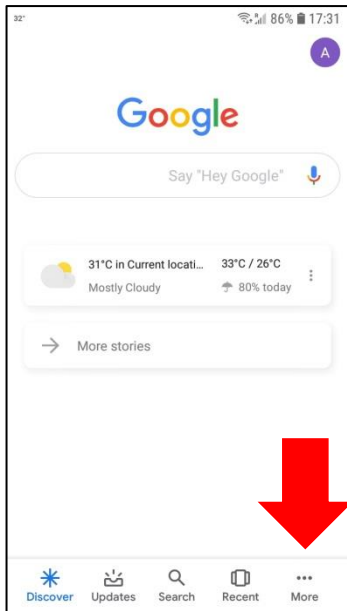 32°
86% 17:31
A
Google
Say "Hey Google"
31°C in Current locati... 33°C / 26°C
Mostly Cloudy 80% today
More stories
Discover Updates Search Recent More